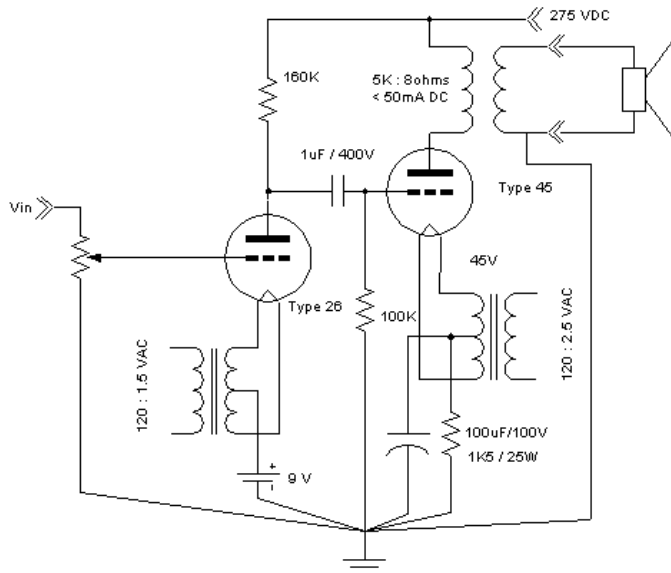 275 VDC
160K
5K : 8ohms
< 50mA DC
1uF / 400V
Type 45
Vin
45V
Type 26
100K
120 : 1.5 VAC
120 : 2.5 VAC
100uF/100V
1K5 / 25W
+
-
9 V